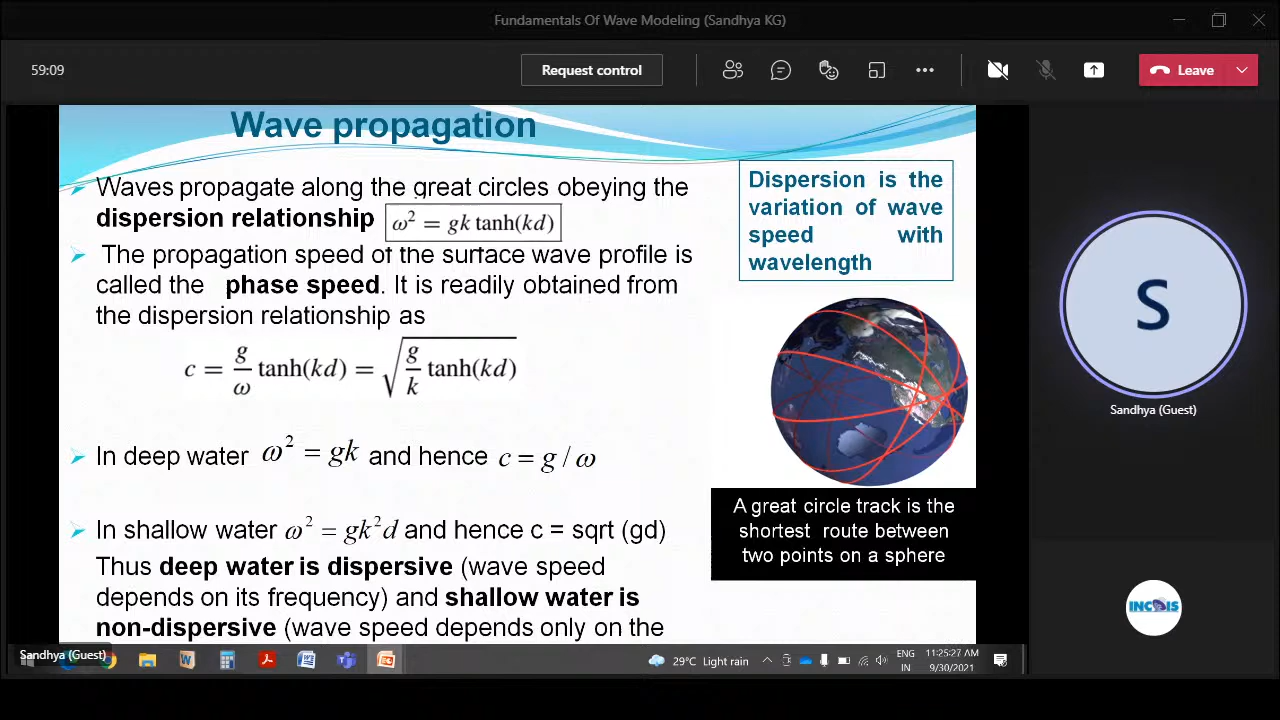 Fundamentals Of Wave Modeling (Sandhya KG)
59:09
Request control
Leave
Wave propagation
Waves propagate along the great circles obeying the
dispersion relationship ω² = gk tanh(kd)
The propagation speed of the surface wave profile is
called the phase speed. It is readily obtained from
the dispersion relationship as
c = g/ω tanh(kd) = √(g/k tanh(kd))
In deep water ω² = gk and hence c = g / ω
In shallow water ω² = gk²d and hence c = sqrt (gd)
Thus deep water is dispersive (wave speed
depends on its frequency) and shallow water is
non-dispersive (wave speed depends only on the
Dispersion is the
variation of wave
speed with
wavelength
A great circle track is the
shortest route between
two points on a sphere
S
Sandhya (Guest)
INCOIS
Sandhya (Guest)
29°C Light rain
ENG
IN
11:25:27 AM
9/30/2021